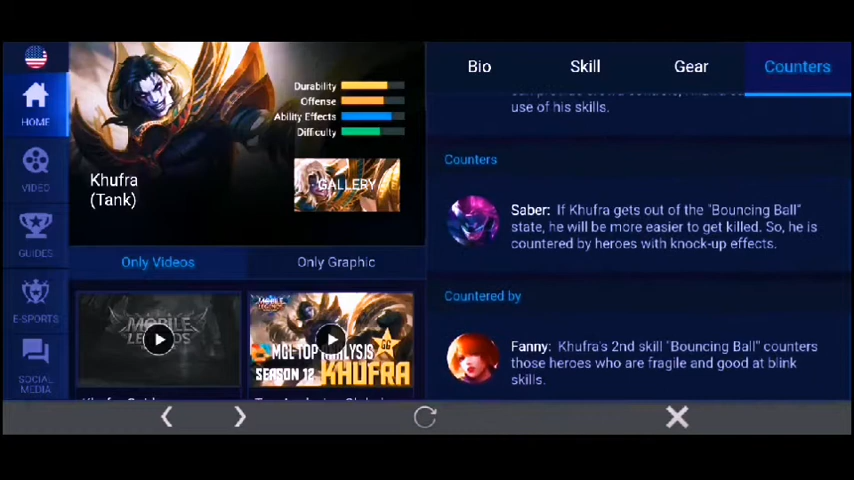 Bio
Skill
Gear
Counters
HOME
VIDEO
GUIDES
E-SPORTS
SOCIAL
MEDIA
Durability
Offense
Ability Effects
Difficulty
Khufra
(Tank)
GALLERY
Only Videos
Only Graphic
MOBILE
LEGENDS
MGL TOP ANALYSIS
SEASON 12
KHUFRA
GG
use of his skills.
Counters
Saber: If Khufra gets out of the "Bouncing Ball"
state, he will be more easier to get killed. So, he is
countered by heroes with knock-up effects.
Countered by
Fanny: Khufra's 2nd skill "Bouncing Ball" counters
those heroes who are fragile and good at blink
skills.